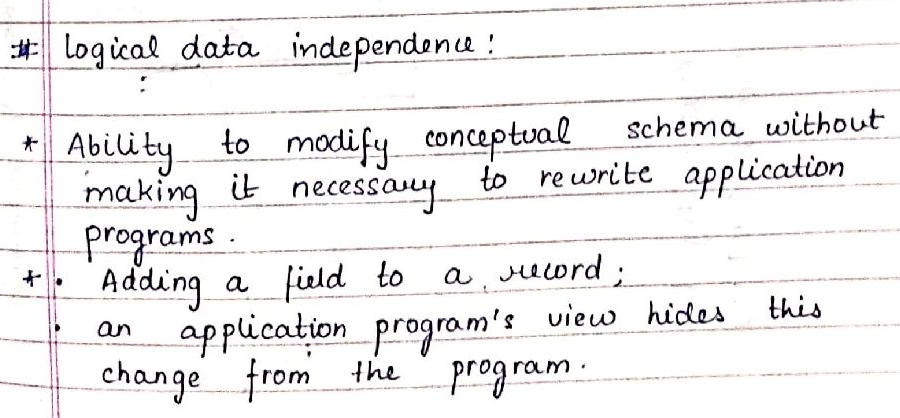 # logical data independence :
:
* Ability to modify conceptual schema without
making it necessary to rewrite application
programs.
* • Adding a field to a record ;
• an application program's view hides this
change from the program.